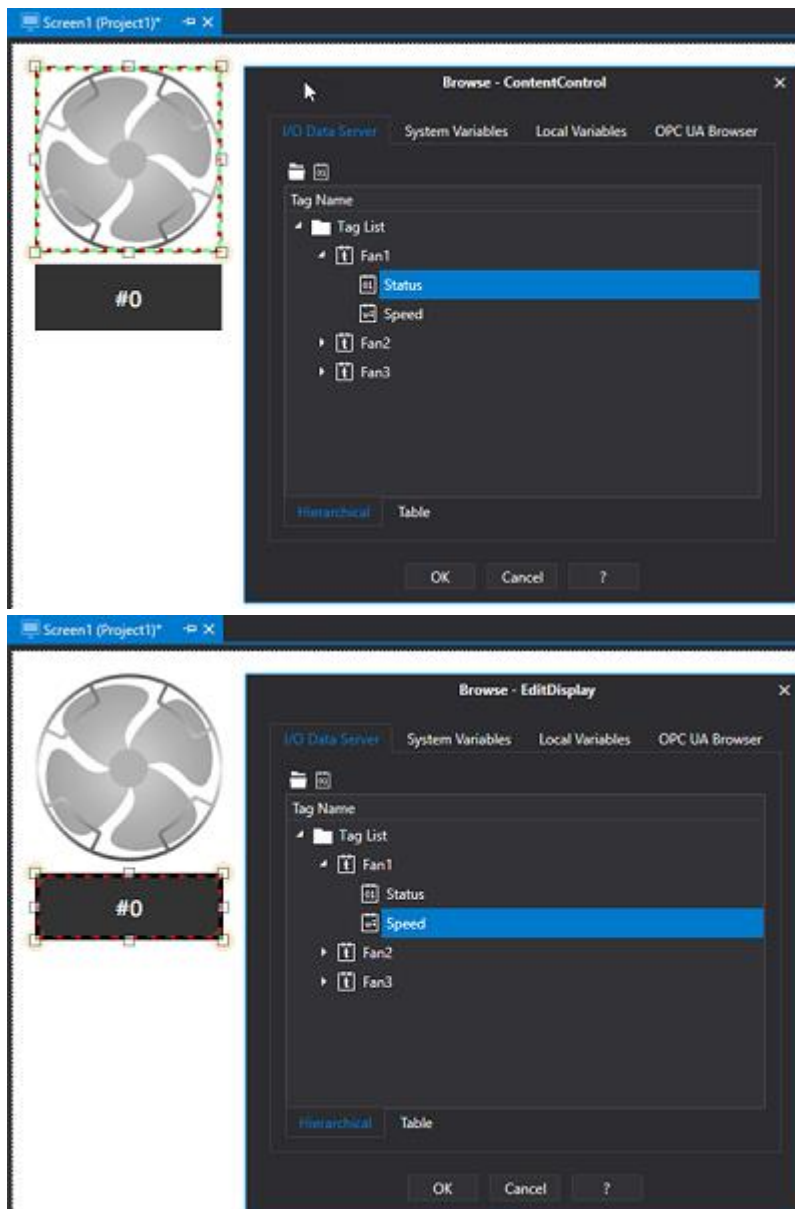 Screen1 (Project1)*
Browse - ContentControl
I/O Data Server System Variables Local Variables OPC UA Browser
Tag Name
Tag List
Fan1
#0
Status
Speed
Fan2
Fan3
Hierarchical Table
OK Cancel ?
Screen1 (Project1)*
Browse - EditDisplay
I/O Data Server System Variables Local Variables OPC UA Browser
Tag Name
Tag List
Fan1
Status
#0
Speed
Fan2
Fan3
Hierarchical Table
OK Cancel ?